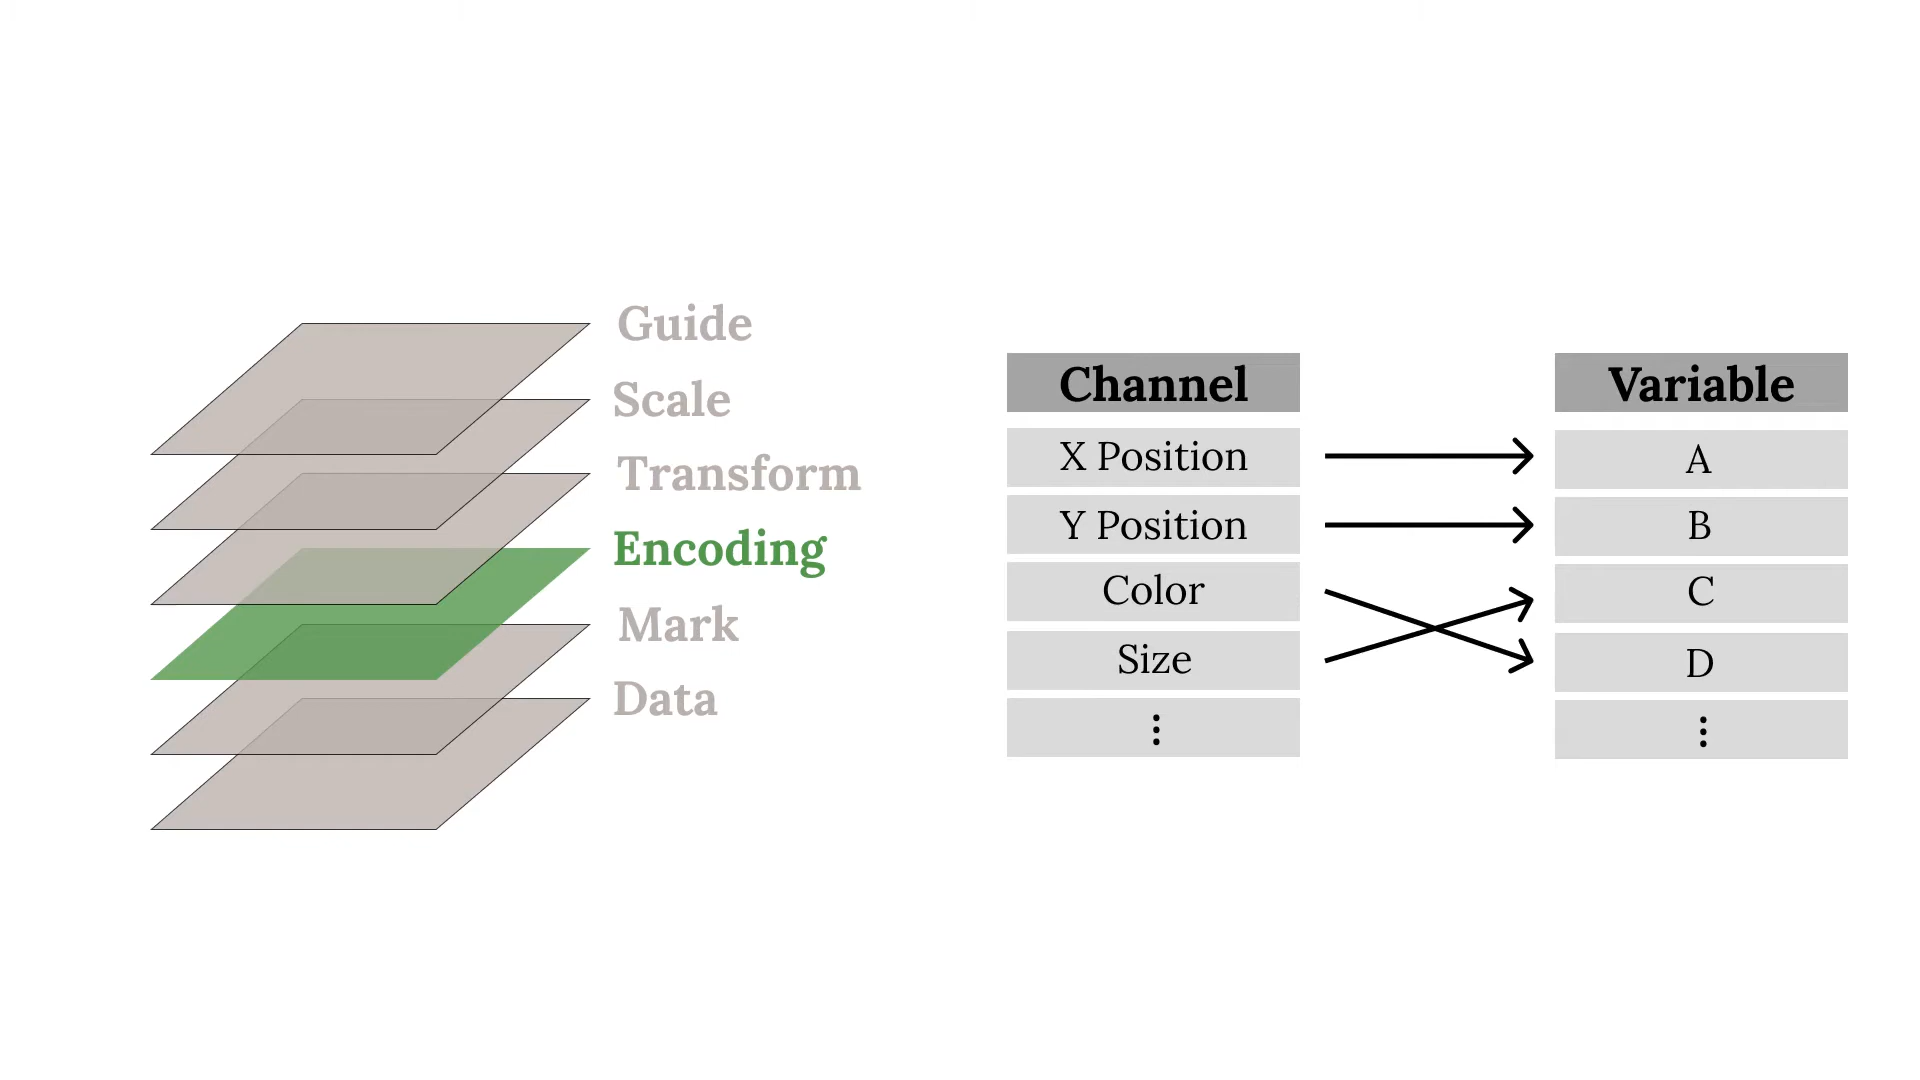 Guide
Scale
Transform
Encoding
Mark
Data
Channel
X Position
Y Position
Color
Size
⋮
Variable
A
B
C
D
⋮